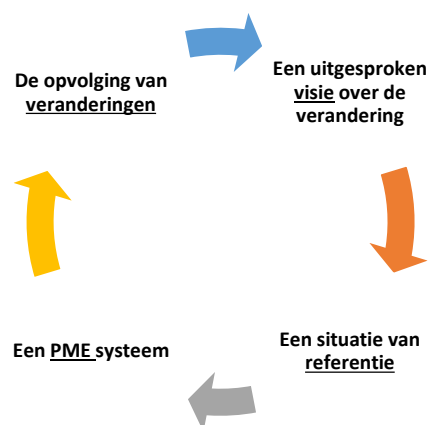 De opvolging van
veranderingen
Een uitgesproken
visie over de
verandering
Een situatie van
referentie
Een PME systeem